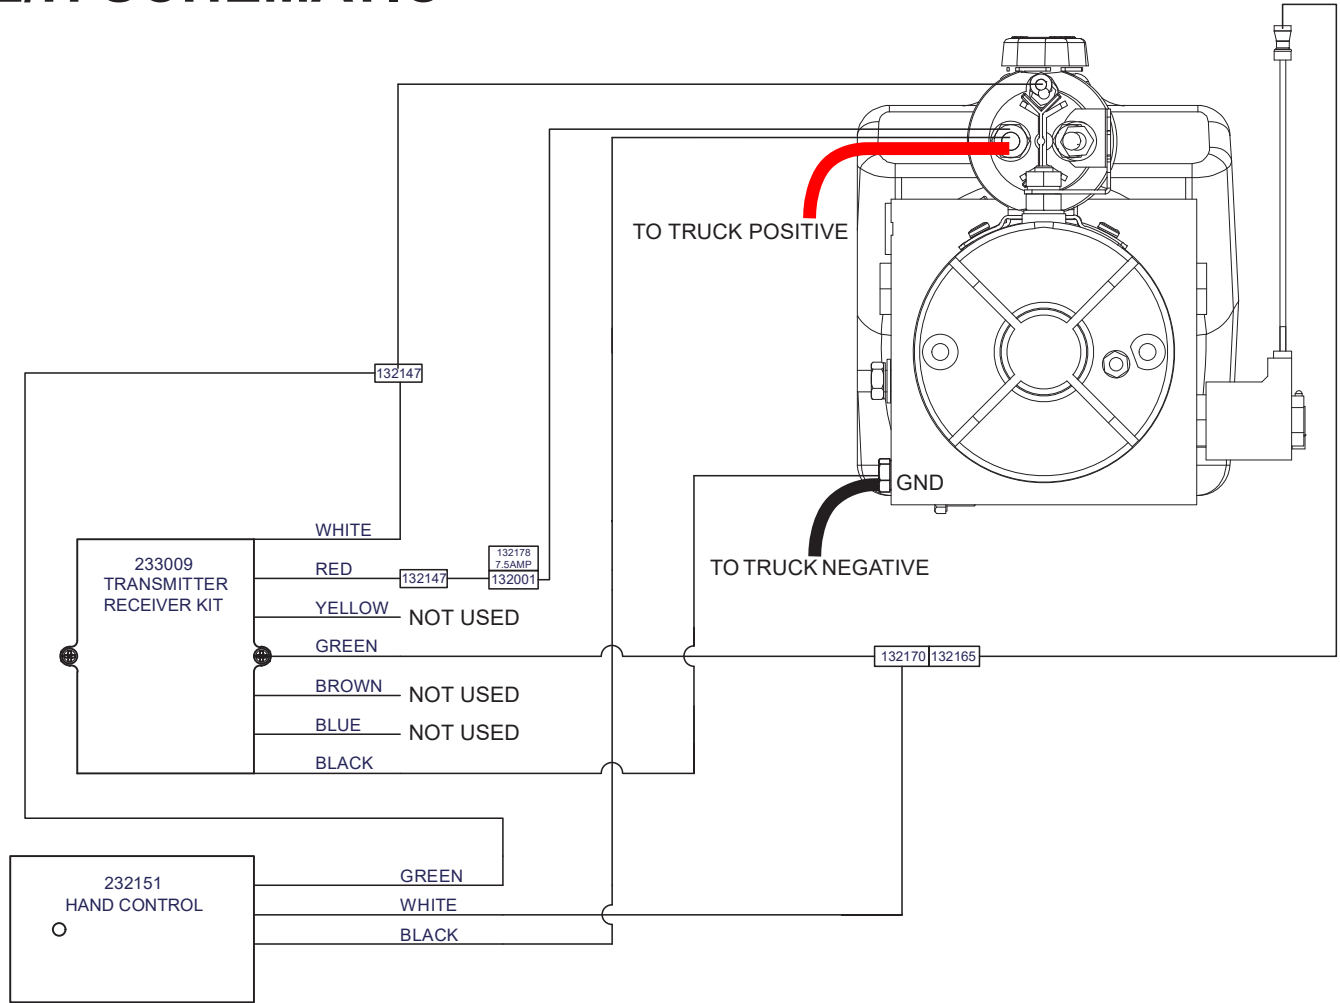 SCHEMATIC
TO TRUCK POSITIVE
132147
GND
WHITE
233009
TRANSMITTER
RECEIVER KIT
RED
132147
132178
7.5AMP
132001
TO TRUCK NEGATIVE
YELLOW NOT USED
GREEN
132170 132165
BROWN NOT USED
BLUE NOT USED
BLACK
232151
HAND CONTROL
GREEN
WHITE
BLACK